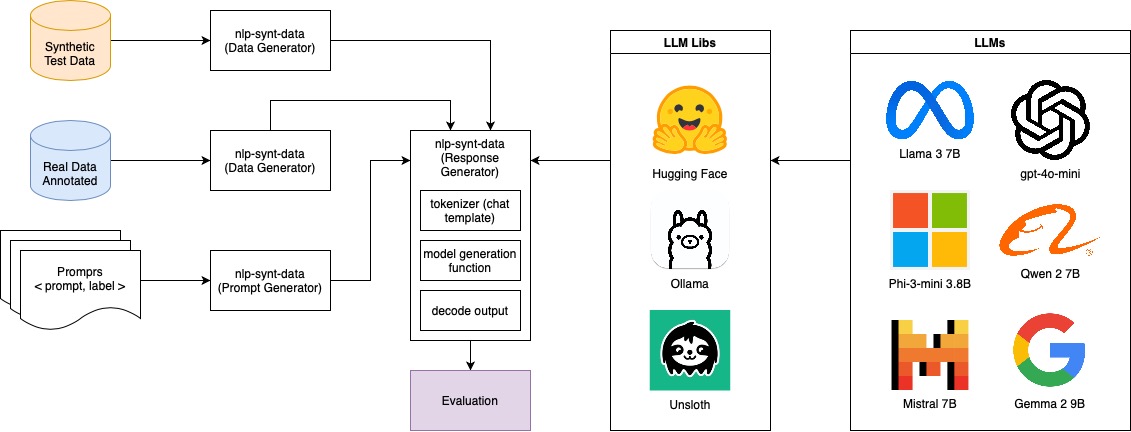 Synthetic
Test Data
nlp-synt-data
(Data Generator)
Real Data
Annotated
nlp-synt-data
(Data Generator)
Promprs
< prompt, label >
nlp-synt-data
(Prompt Generator)
nlp-synt-data
(Response
Generator)
tokenizer (chat
template)
model generation
function
decode output
Evaluation
LLM Libs
Hugging Face
Ollama
Unsloth
LLMs
Llama 3 7B
gpt-4o-mini
Phi-3-mini 3.8B
Qwen 2 7B
Mistral 7B
Gemma 2 9B